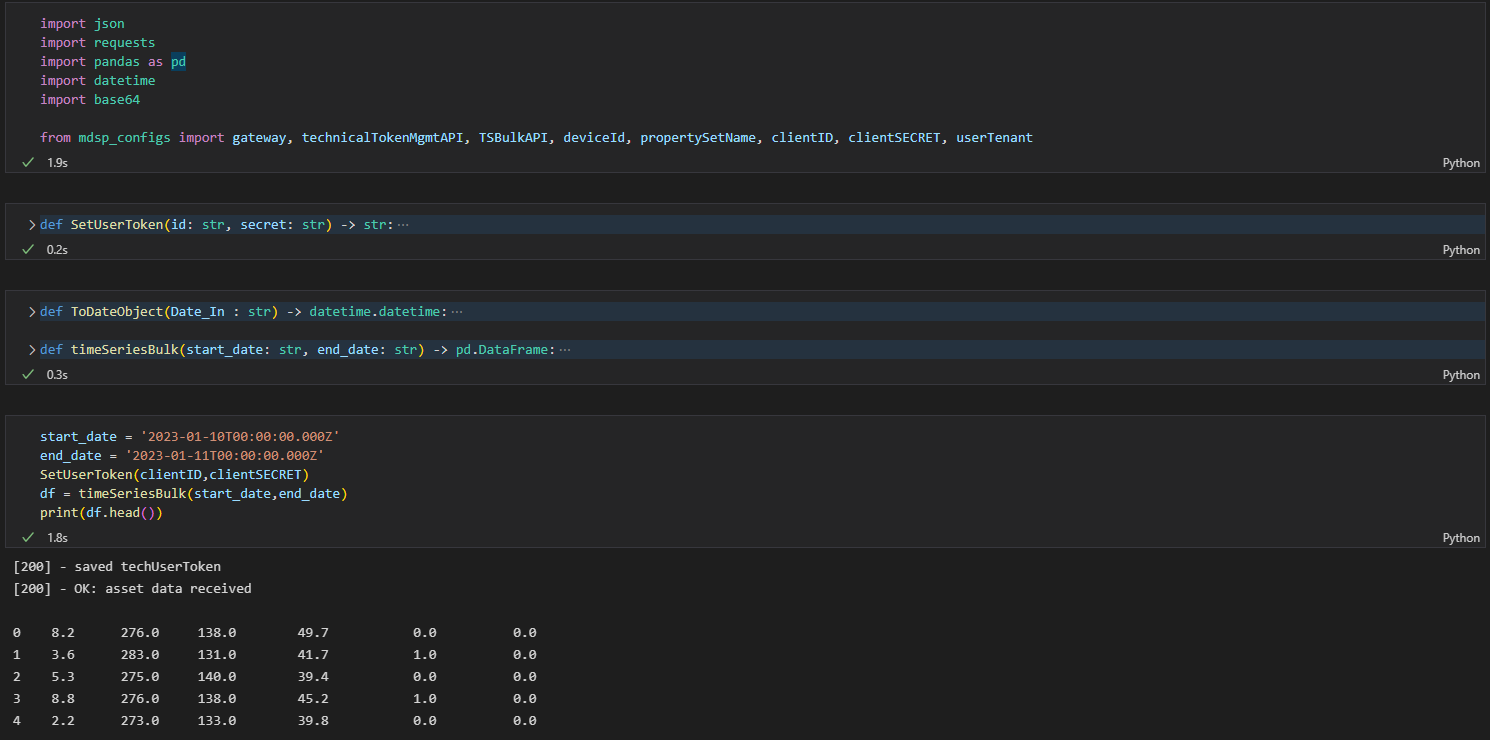 import json
import requests
import pandas as pd
import datetime
import base64
from mdsp_configs import gateway, technicalTokenMgmtAPI, TSBulkAPI, deviceId, propertySetName, clientID, clientSECRET, userTenant
1.9s
Python
def SetUserToken(id: str, secret: str) -> str:···
0.2s
Python
def ToDateObject(Date_In : str) -> datetime.datetime:···
def timeSeriesBulk(start_date: str, end_date: str) -> pd.DataFrame:···
0.3s
Python
start_date = '2023-01-10T00:00:00.000Z'
end_date = '2023-01-11T00:00:00.000Z'
SetUserToken(clientID,clientSECRET)
df = timeSeriesBulk(start_date,end_date)
print(df.head())
1.8s
Python
[200] - saved techUserToken
[200] - OK: asset data received
0 8.2 276.0 138.0 49.7 0.0 0.0
1 3.6 283.0 131.0 41.7 1.0 0.0
2 5.3 275.0 140.0 39.4 0.0 0.0
3 8.8 276.0 138.0 45.2 1.0 0.0
4 2.2 273.0 133.0 39.8 0.0 0.0